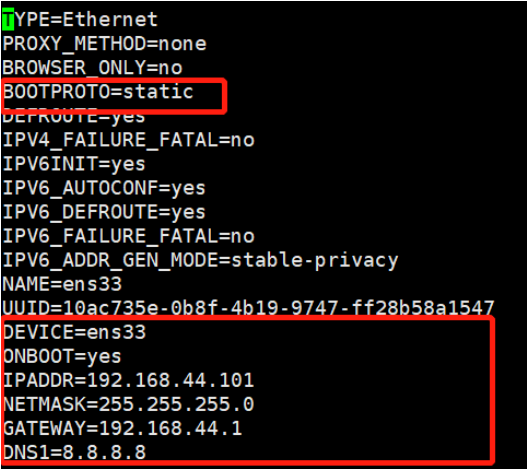 TYPE=Ethernet
PROXY_METHOD=none
BROWSER_ONLY=no
BOOTPROTO=static
DEFROUTE=yes
IPV4_FAILURE_FATAL=no
IPV6INIT=yes
IPV6_AUTOCONF=yes
IPV6_DEFROUTE=yes
IPV6_FAILURE_FATAL=no
IPV6_ADDR_GEN_MODE=stable-privacy
NAME=ens33
UUID=10ac735e-0b8f-4b19-9747-ff28b58a1547
DEVICE=ens33
ONBOOT=yes
IPADDR=192.168.44.101
NETMASK=255.255.255.0
GATEWAY=192.168.44.1
DNS1=8.8.8.8